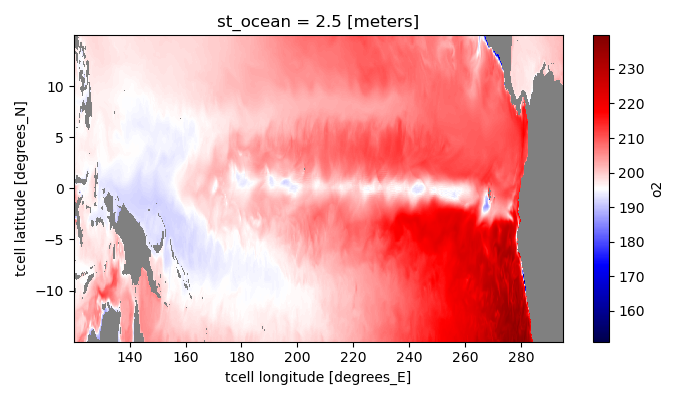 st_ocean = 2.5 [meters]
10
5
0
−5
−10
tcell latitude [degrees_N]
140 160 180 200 220 240 260 280
tcell longitude [degrees_E]
230
220
210
200
190
180
170
160
o2